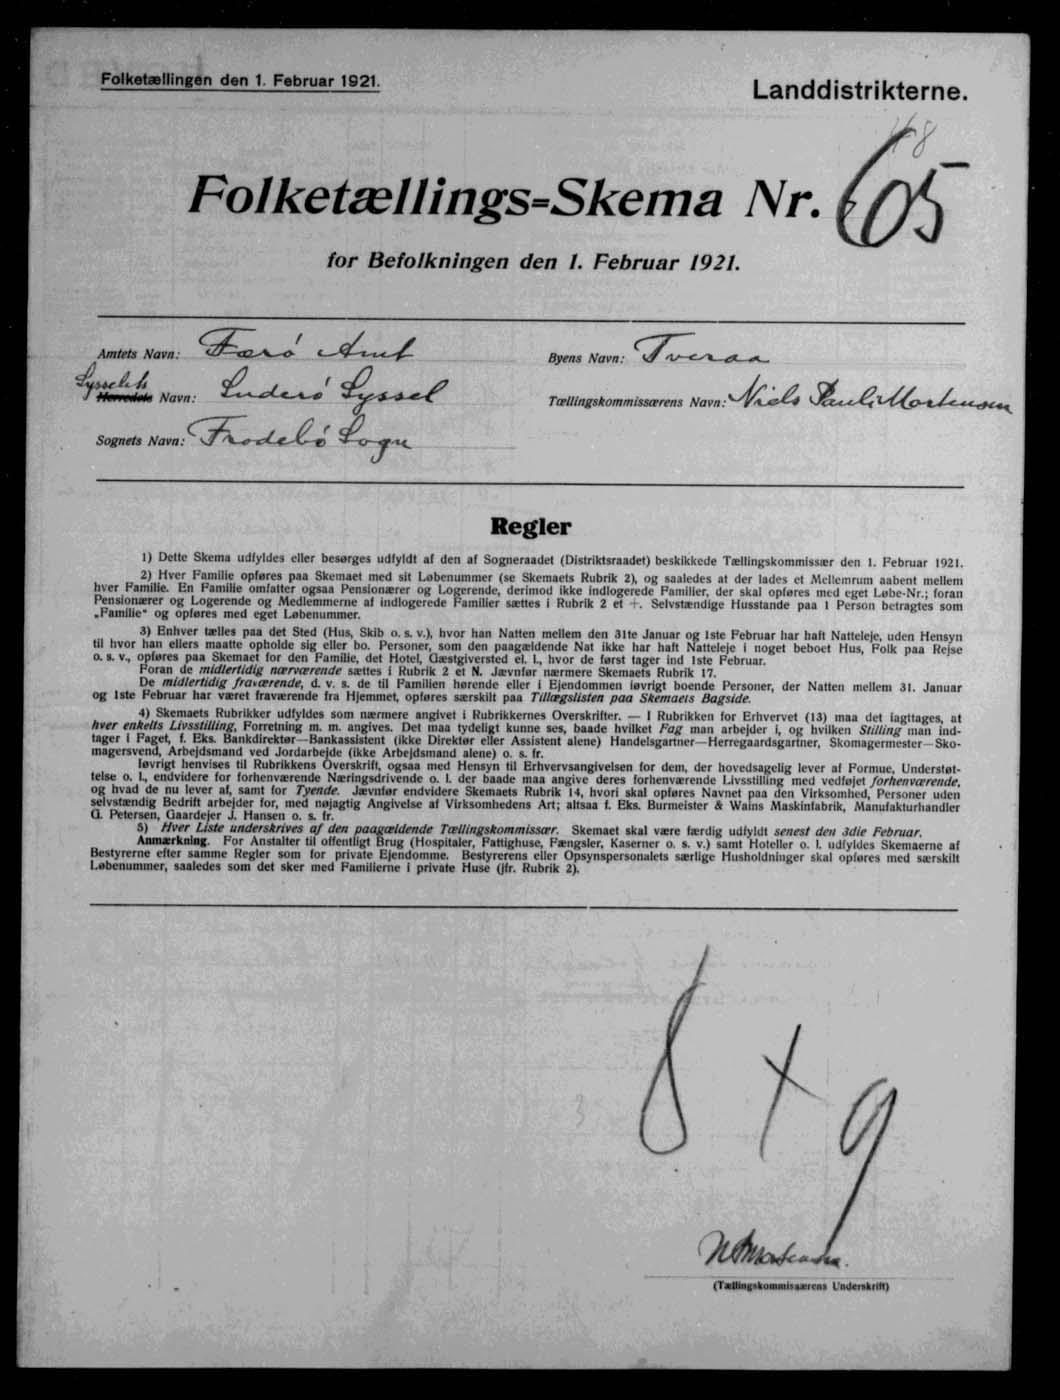 Folketællingen den 1. Februar 1921.
Landdistrikterne.
Folketællings=Skema Nr. 605
for Befolkningen den 1. Februar 1921.
Amtets Navn: Færø Amt
Byens Navn: Tveraa
Sysselets
Herredets Navn: Suderø Syssel
Tællingskommissærens Navn: Niels Pauli Mortensen
Sognets Navn: Frodebø Sogn
Regler
1) Dette Skema udfyldes eller besørges udfyldt af den af Sogneraadet (Distriktsraadet) beskikkede Tællingskommissær den 1. Februar 1921.
2) Hver Familie opføres paa Skemaet med sit Løbenummer (se Skemaets Rubrik 2), og saaledes at der lades et Mellemrum aabent mellem
hver Familie. En Familie omfatter ogsaa Pensionærer og Logerende, derimod ikke indlogerede Familier, der skal opføres med eget Løbe-Nr.; foran
Pensionærer og Logerende og Medlemmerne af indlogerede Familier sættes i Rubrik 2 et +. Selvstændige Husstande paa 1 Person betragtes som
„Familie“ og opføres med eget Løbenummer.
3) Enhver tælles paa det Sted (Hus, Skib o. s. v.), hvor han Natten mellem den 31te Januar og 1ste Februar har haft Natteleje, uden Hensyn
til hvor han ellers maatte opholde sig eller bo. Personer, som den paagældende Nat ikke har haft Natteleje i noget beboet Hus, Folk paa Rejse
o. s. v., opføres paa Skemaet for den Familie, det Hotel, Gæstgiversted el. l., hvor de først tager ind 1ste Februar.
Foran de midlertidig nærværende sættes i Rubrik 2 et N. Jævnfør nærmere Skemaets Rubrik 17.
De midlertidig fraværende, d. v. s. de til Familien hørende eller i Ejendommen iøvrigt boende Personer, der Natten mellem 31. Januar
og 1ste Februar har været fraværende fra Hjemmet, opføres særskilt paa Tillægslisten paa Skemaets Bagside.
4) Skemaets Rubrikker udfyldes som nærmere angivet i Rubrikkernes Overskrifter. — I Rubrikken for Erhvervet (13) maa det iagttages, at
hver enkelts Livsstilling, Forretning m. m. angives. Det maa tydeligt kunne ses, baade hvilket Fag man arbejder i, og hvilken Stilling man ind-
tager i Faget, f. Eks. Bankdirektør—Bankassistent (ikke Direktør eller Assistent alene) Handelsgartner—Herregaardsgartner, Skomagermester—Sko-
magersvend, Arbejdsmand ved Jordarbejde (ikke Arbejdsmand alene) o. s. fr.
Iøvrigt henvises til Rubrikkens Overskrift, ogsaa med Hensyn til Erhvervsangivelsen for dem, der hovedsagelig lever af Formue, Understøt-
telse o. l., endvidere for forhenværende Næringsdrivende o. l. der baade maa angive deres forhenværende Livsstilling med vedføjet forhenværende,
og hvad de nu lever af, samt for Tyende. Jævnfør endvidere Skemaets Rubrik 14, hvori skal opføres Navnet paa den Virksomhed, Personer uden
selvstændig Bedrift arbejder for, med nøjagtig Angivelse af Virksomhedens Art; altsaa f. Eks. Burmeister & Wains Maskinfabrik, Manufakturhandler
G. Petersen, Gaardejer J. Hansen o. s. fr.
5) Hver Liste underskrives af den paagældende Tællingskommissær. Skemaet skal være færdig udfyldt senest den 3die Februar.
Anmærkning. For Anstalter til offentligt Brug (Hospitaler, Fattighuse, Fængsler, Kaserner o. s. v.) samt Hoteller o. l. udfyldes Skemaerne af
Bestyrerne efter samme Regler som for private Ejendomme. Bestyrerens eller Opsynspersonalets særlige Husholdninger skal opføres med særskilt
Løbenummer, saaledes som det sker med Familierne i private Huse (jfr. Rubrik 2).
8 + 9
3
N P Mortensen.
(Tællingskommissærens Underskrift)